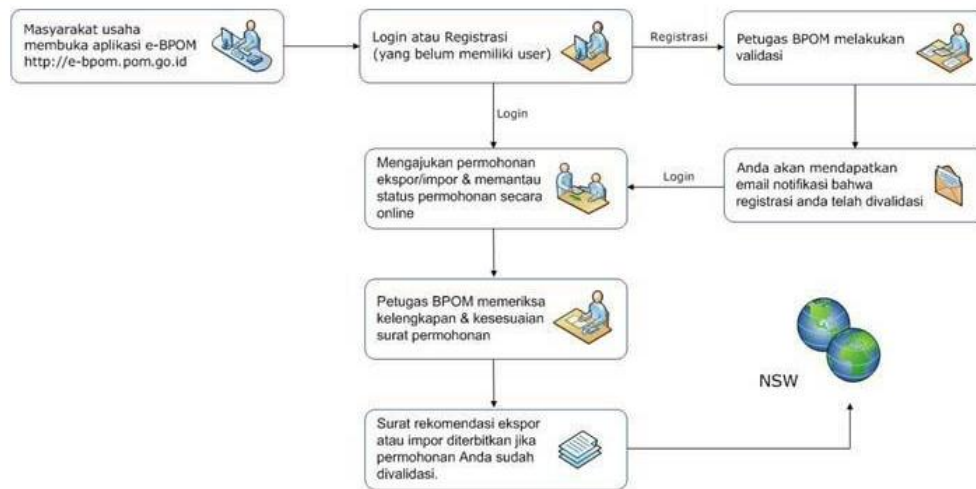 Masyarakat usaha
membuka aplikasi e-BPOM
http://e-bpom.pom.go.id
Login atau Registrasi
(yang belum memiliki user)
Registrasi
Petugas BPOM melakukan
validasi
Login
Mengajukan permohonan
ekspor/impor & memantau
status permohonan secara
online
Login
Anda akan mendapatkan
email notifikasi bahwa
registrasi anda telah divalidasi
Petugas BPOM memeriksa
kelengkapan & kesesuaian
surat permohonan
NSW
Surat rekomendasi ekspor
atau impor diterbitkan jika
permohonan Anda sudah
divalidasi.